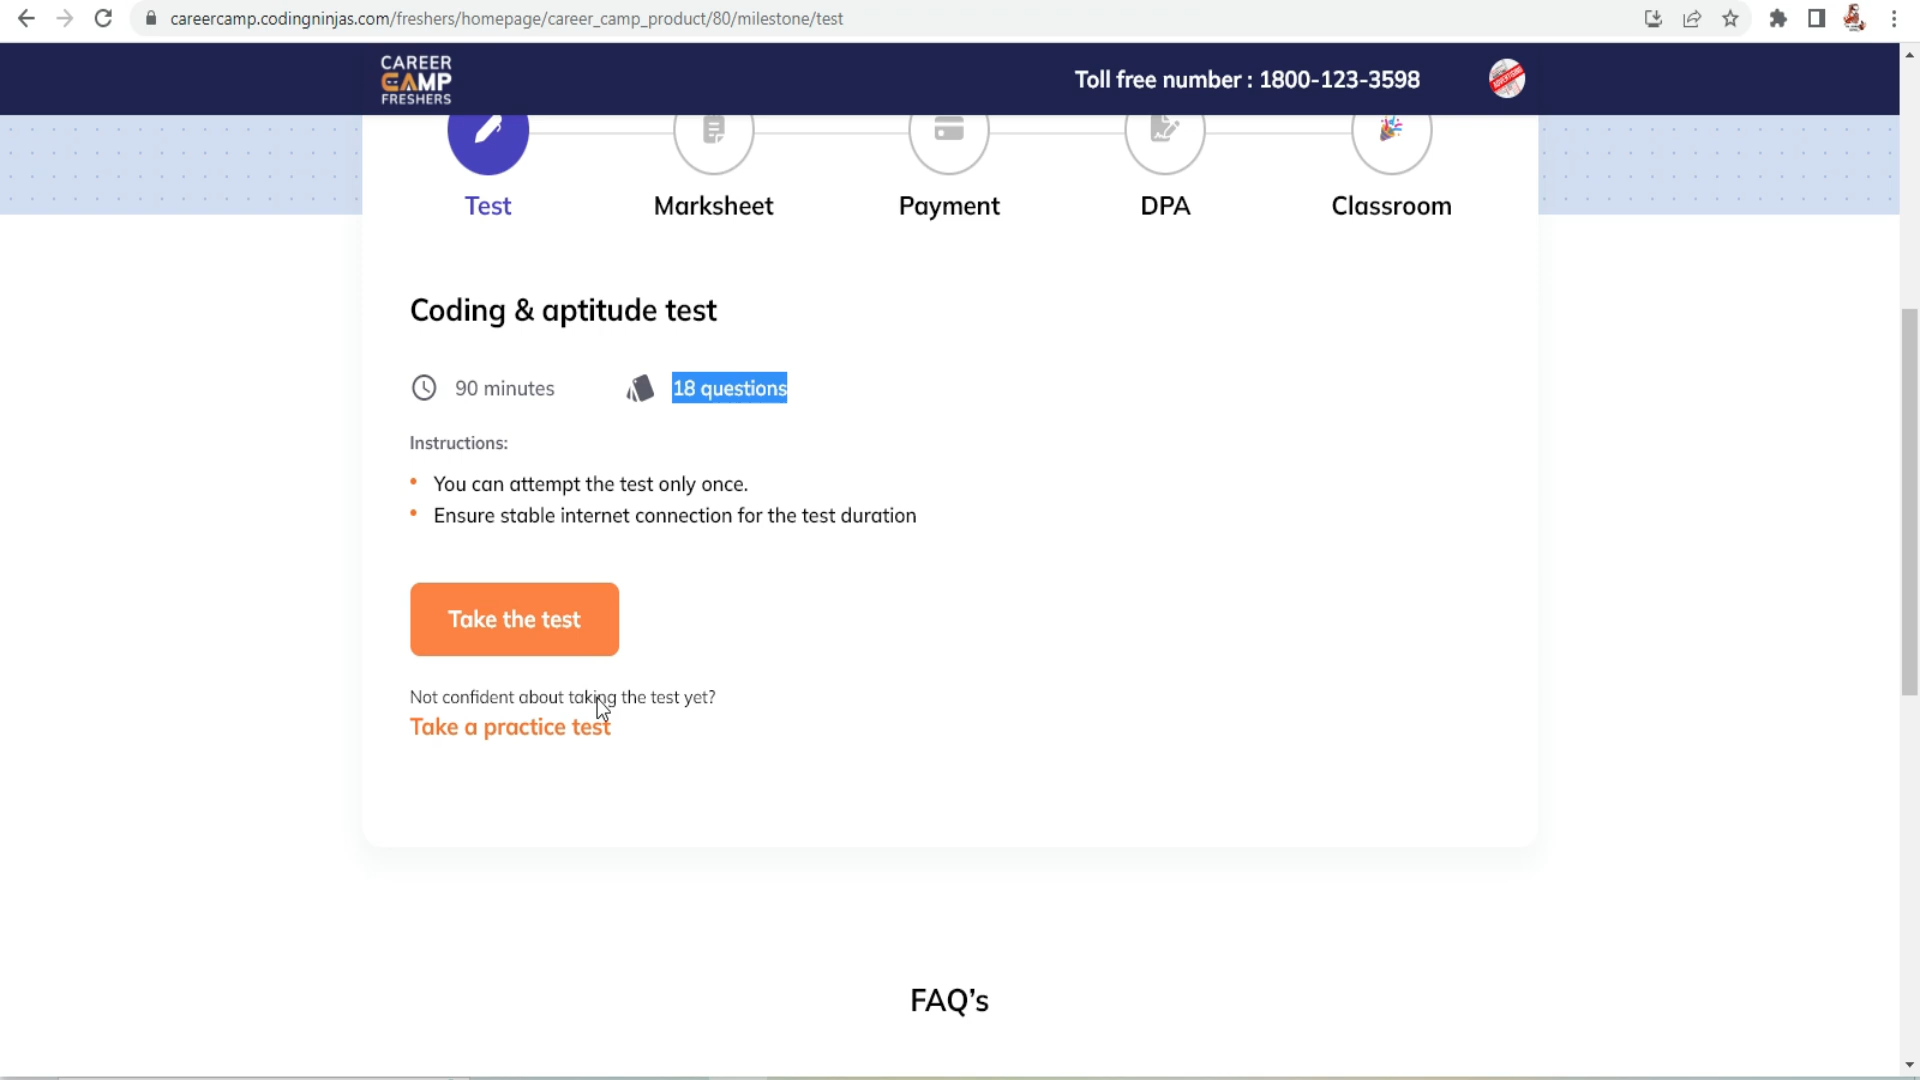 careercamp.codingninjas.com/freshers/homepage/career_camp_product/80/milestone/test
CAREER
CAMP
FRESHERS
Toll free number : 1800-123-3598
ADVERTISING
Test
Marksheet
Payment
DPA
Classroom
Coding & aptitude test
90 minutes
18 questions
Instructions:
• You can attempt the test only once.
• Ensure stable internet connection for the test duration
Take the test
Not confident about taking the test yet?
Take a practice test
FAQ’s